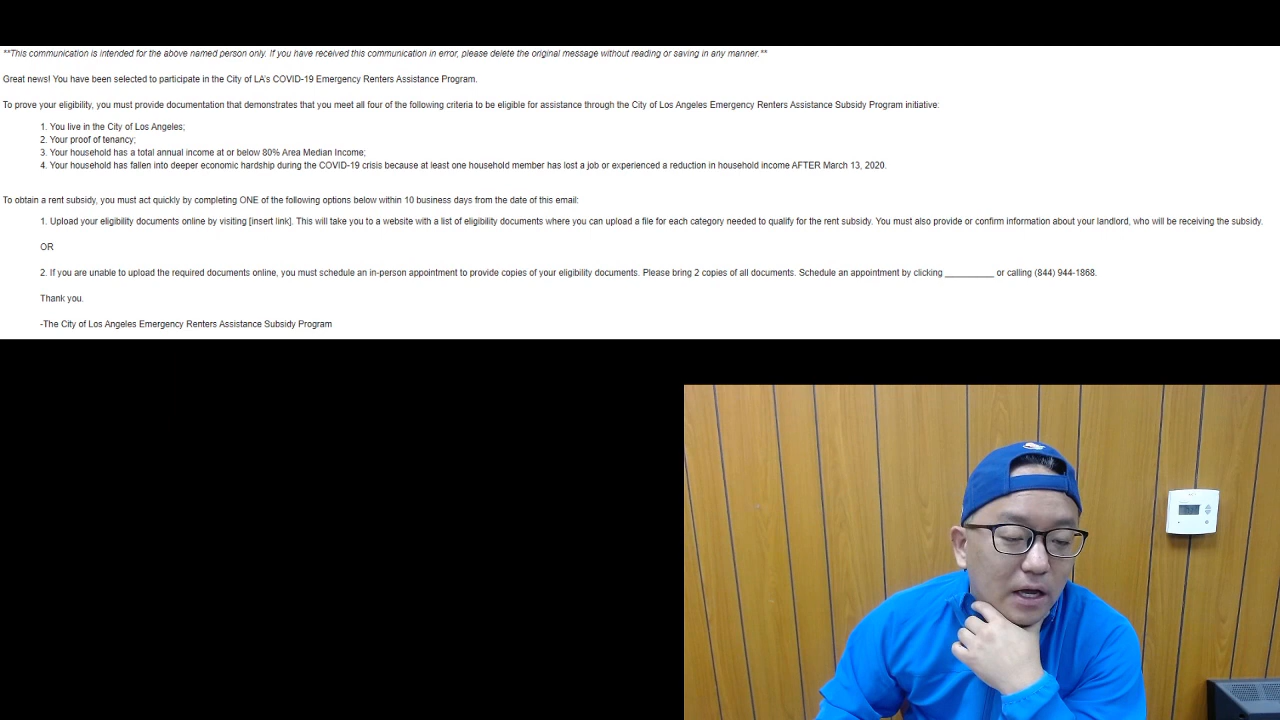 **This communication is intended for the above named person only. If you have received this communication in error, please delete the original message without reading or saving in any manner.**
Great news! You have been selected to participate in the City of LA's COVID-19 Emergency Renters Assistance Program.
To prove your eligibility, you must provide documentation that demonstrates that you meet all four of the following criteria to be eligible for assistance through the City of Los Angeles Emergency Renters Assistance Subsidy Program initiative:
1. You live in the City of Los Angeles;
2. Your proof of tenancy;
3. Your household has a total annual income at or below 80% Area Median Income;
4. Your household has fallen into deeper economic hardship during the COVID-19 crisis because at least one household member has lost a job or experienced a reduction in household income AFTER March 13, 2020.
To obtain a rent subsidy, you must act quickly by completing ONE of the following options below within 10 business days from the date of this email:
1. Upload your eligibility documents online by visiting [insert link]. This will take you to a website with a list of eligibility documents where you can upload a file for each category needed to qualify for the rent subsidy. You must also provide or confirm information about your landlord, who will be receiving the subsidy.
OR
2. If you are unable to upload the required documents online, you must schedule an in-person appointment to provide copies of your eligibility documents. Please bring 2 copies of all documents. Schedule an appointment by clicking __________ or calling (844) 944-1868.
Thank you.
-The City of Los Angeles Emergency Renters Assistance Subsidy Program